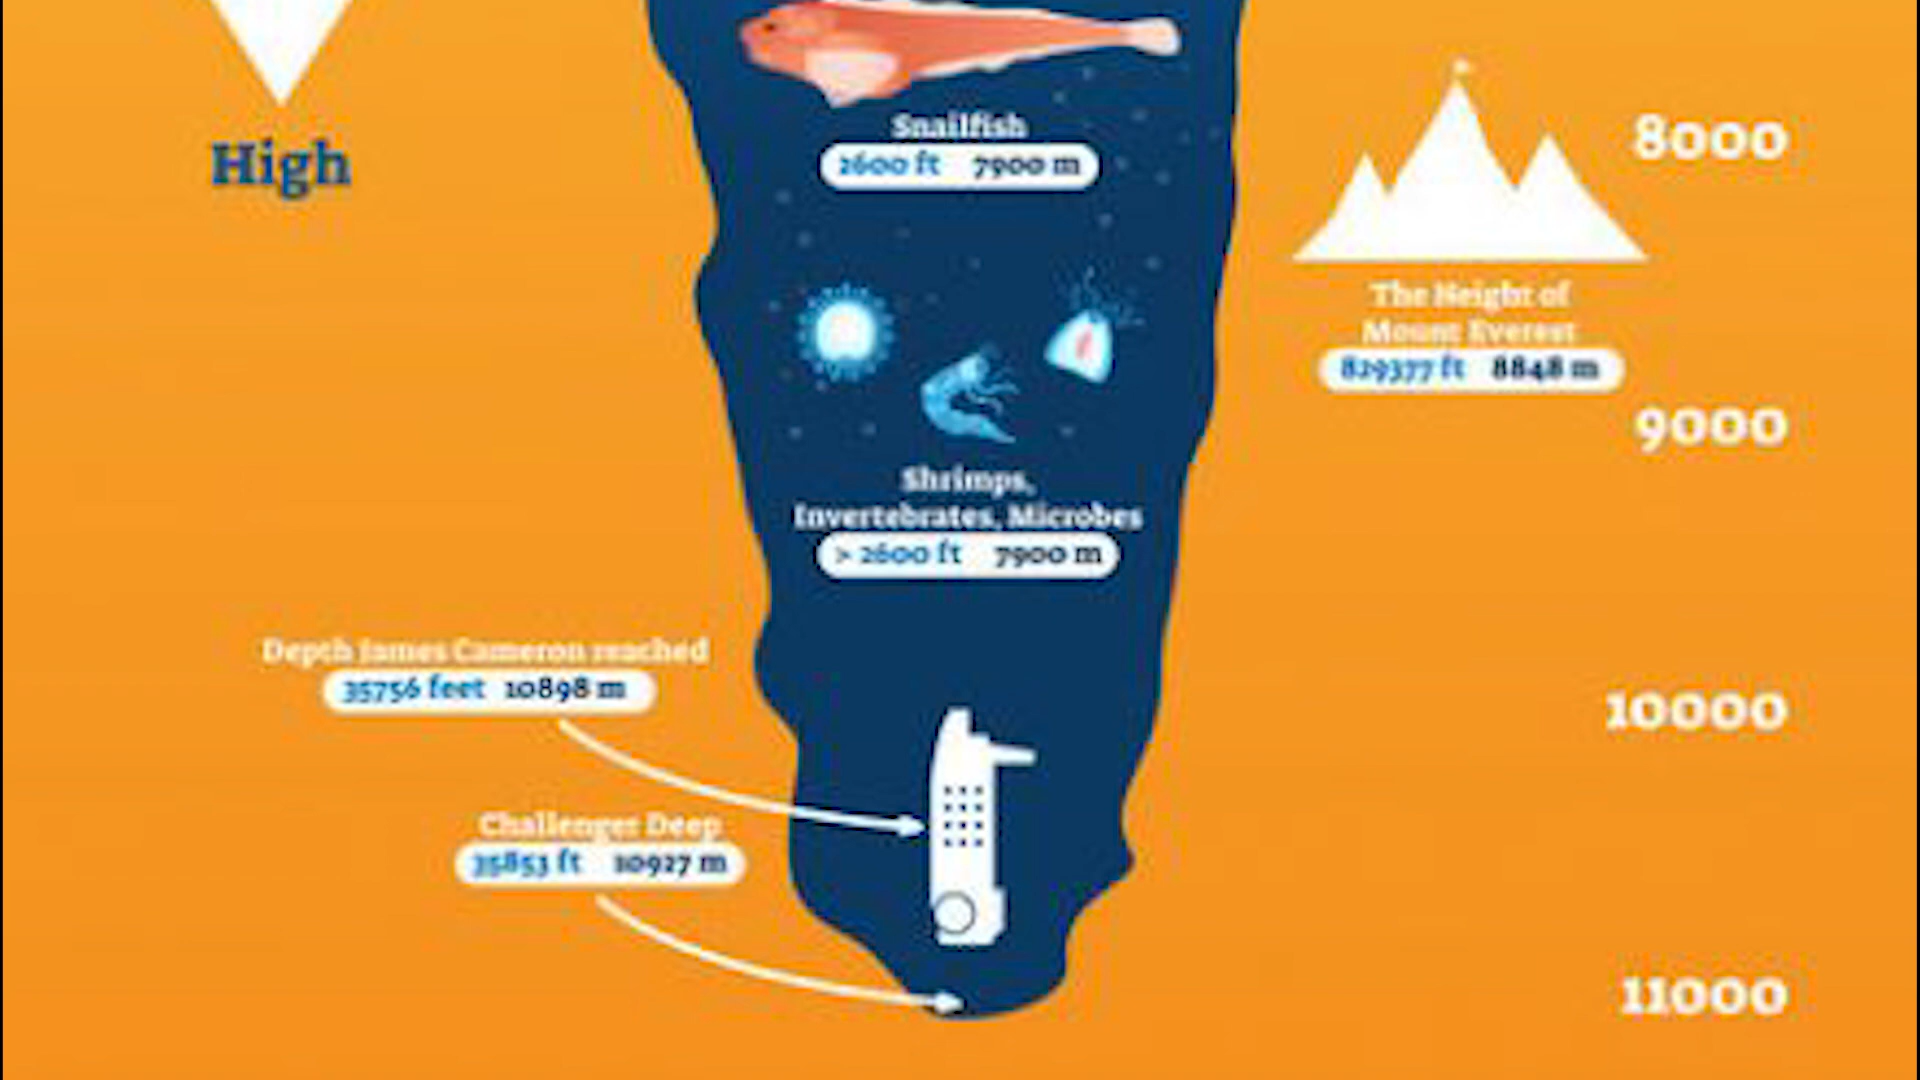 High
Snailfish
2600 ft 7900 m
8000
The Height of
Mount Everest
829377 ft 8848 m
9000
Shrimps,
Invertebrates, Microbes
> 2600 ft 7900 m
Depth James Cameron reached
35756 feet 10898 m
10000
Challenger Deep
35853 ft 10927 m
11000